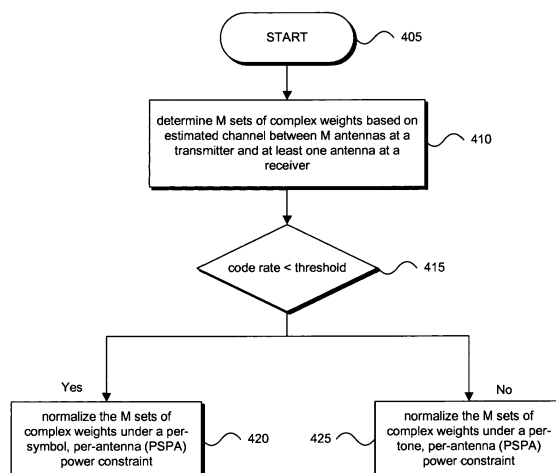 START
405
determine M sets of complex weights based on
estimated channel between M antennas at a
transmitter and at least one antenna at a
receiver
410
code rate < threshold
415
Yes
No
normalize the M sets of
complex weights under a per-
symbol, per-antenna (PSPA)
power constraint
420
425
normalize the M sets of
complex weights under a per-
tone, per-antenna (PSPA)
power constraint